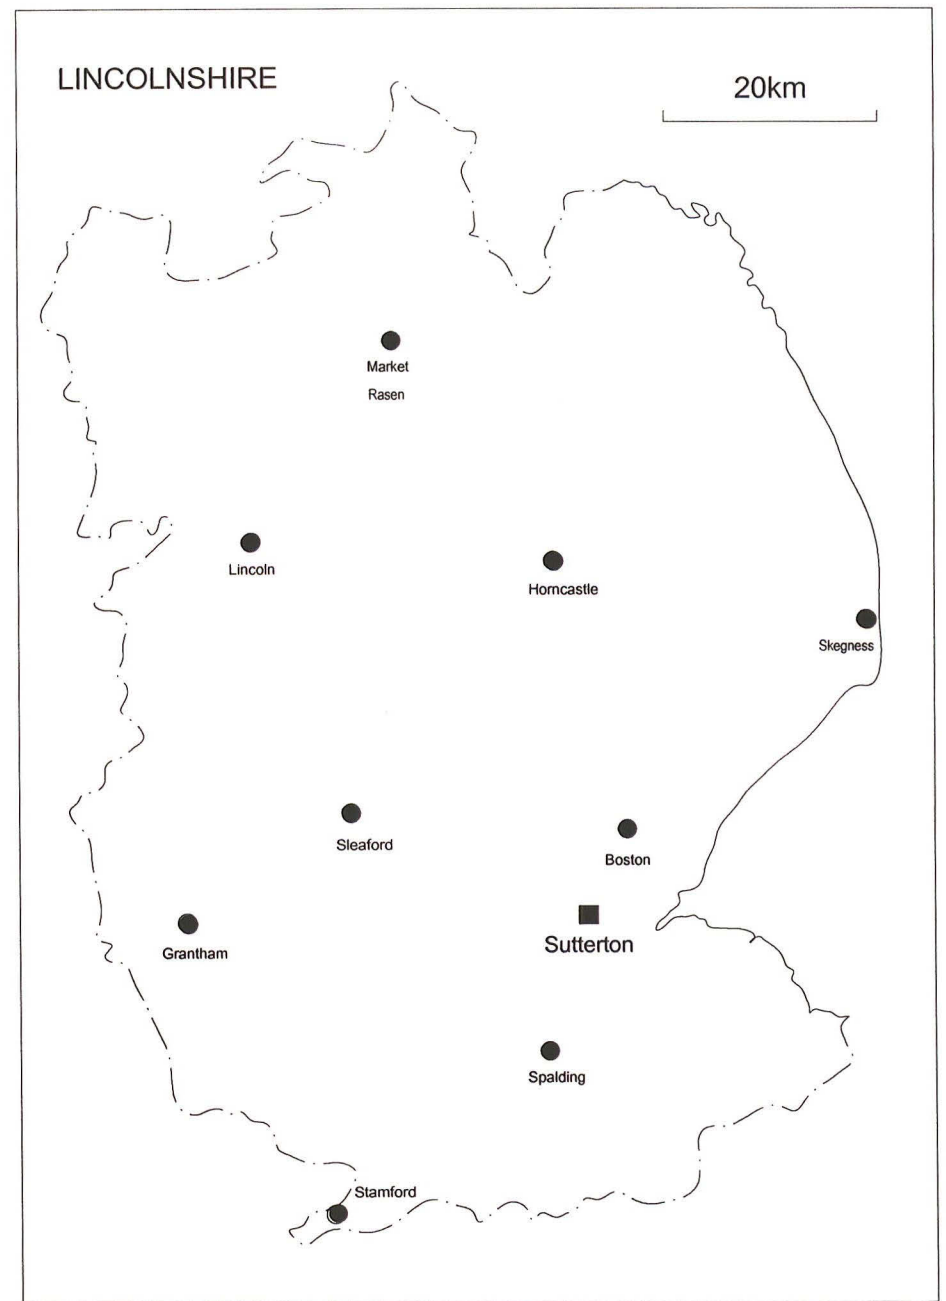 LINCOLNSHIRE
20km
Market
Rasen
Lincoln
Horncastle
Skegness
Sleaford
Boston
Sutterton
Grantham
Spalding
Stamford